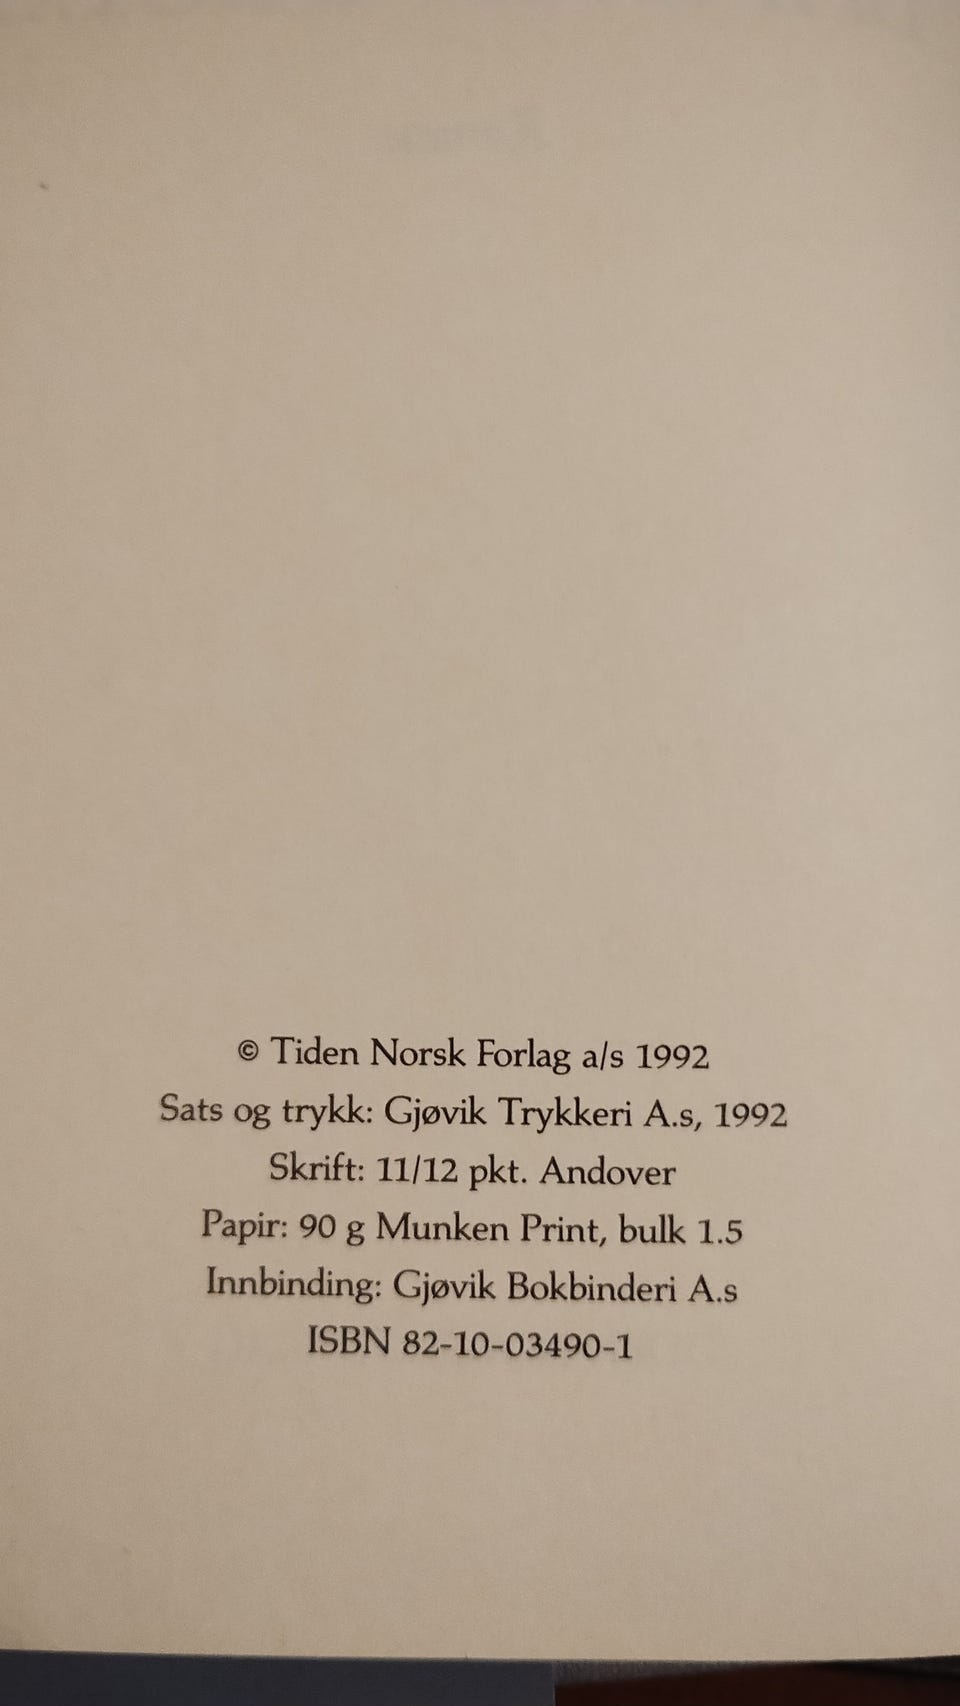 © Tiden Norsk Forlag a/s 1992
Sats og trykk: Gjøvik Trykkeri A.s, 1992
Skrift: 11/12 pkt. Andover
Papir: 90 g Munken Print, bulk 1.5
Innbinding: Gjøvik Bokbinderi A.s
ISBN 82-10-03490-1